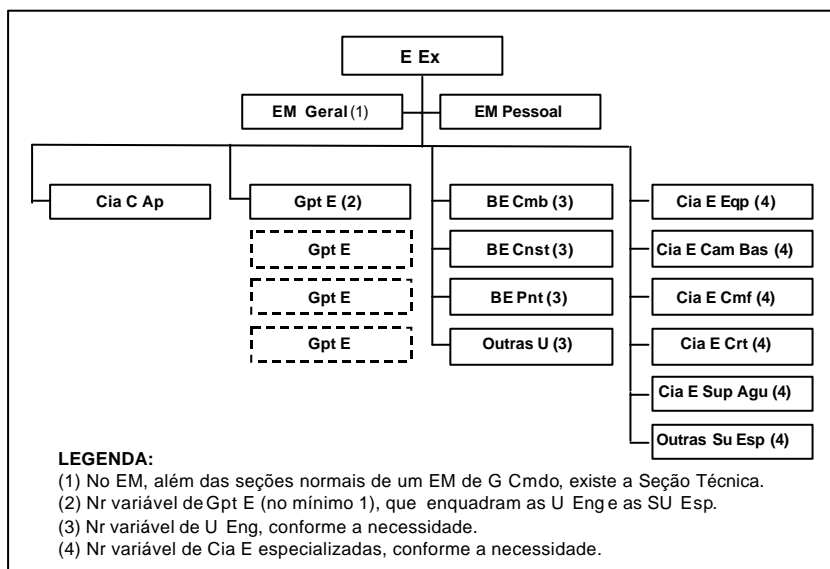 E Ex
EM Geral (1)
EM Pessoal
Cia C Ap
Gpt E (2)
Gpt E
Gpt E
Gpt E
BE Cmb (3)
BE Cnst (3)
BE Pnt (3)
Outras U (3)
Cia E Eqp (4)
Cia E Cam Bas (4)
Cia E Cmf (4)
Cia E Crt (4)
Cia E Sup Agu (4)
Outras Su Esp (4)
LEGENDA:
(1) No EM, além das seções normais de um EM de G Cmdo, existe a Seção Técnica.
(2) Nr variável de Gpt E (no mínimo 1), que enquadram as U Eng e as SU Esp.
(3) Nr variável de U Eng, conforme a necessidade.
(4) Nr variável de Cia E especializadas, conforme a necessidade.